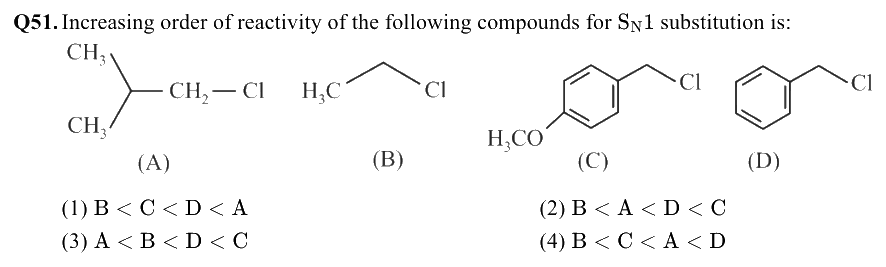 Q51. Increasing order of reactivity of the following compounds for S_N1 substitution is:
CH₃
CH₂—Cl
CH₃
(A)
H₃C
Cl
(B)
Cl
H₃CO
(C)
Cl
(D)
(1) B < C < D < A
(2) B < A < D < C
(3) A < B < D < C
(4) B < C < A < D